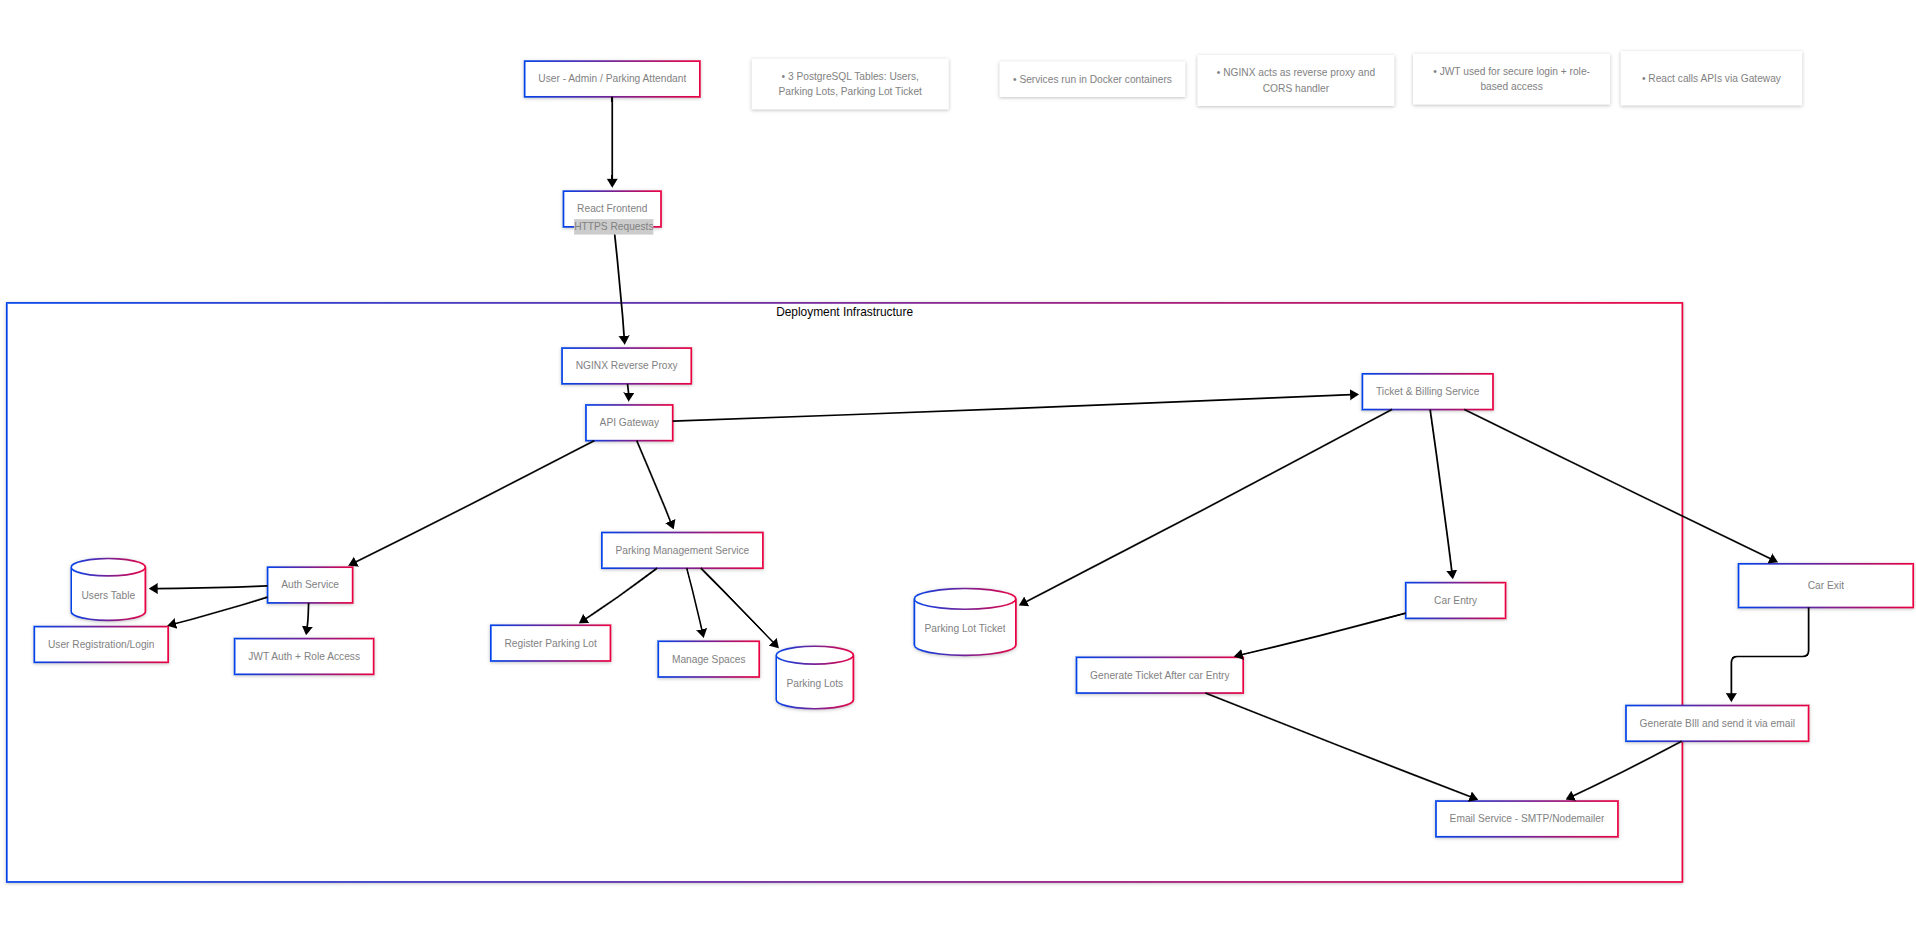 User - Admin / Parking Attendant
• 3 PostgreSQL Tables: Users,
Parking Lots, Parking Lot Ticket
• Services run in Docker containers
• NGINX acts as reverse proxy and
CORS handler
• JWT used for secure login + role-
based access
• React calls APIs via Gateway
React Frontend
HTTPS Requests
Deployment Infrastructure
NGINX Reverse Proxy
API Gateway
Ticket & Billing Service
Parking Management Service
Auth Service
Users Table
User Registration/Login
JWT Auth + Role Access
Register Parking Lot
Manage Spaces
Parking Lots
Parking Lot Ticket
Car Entry
Car Exit
Generate Ticket After car Entry
Generate BIll and send it via email
Email Service - SMTP/Nodemailer